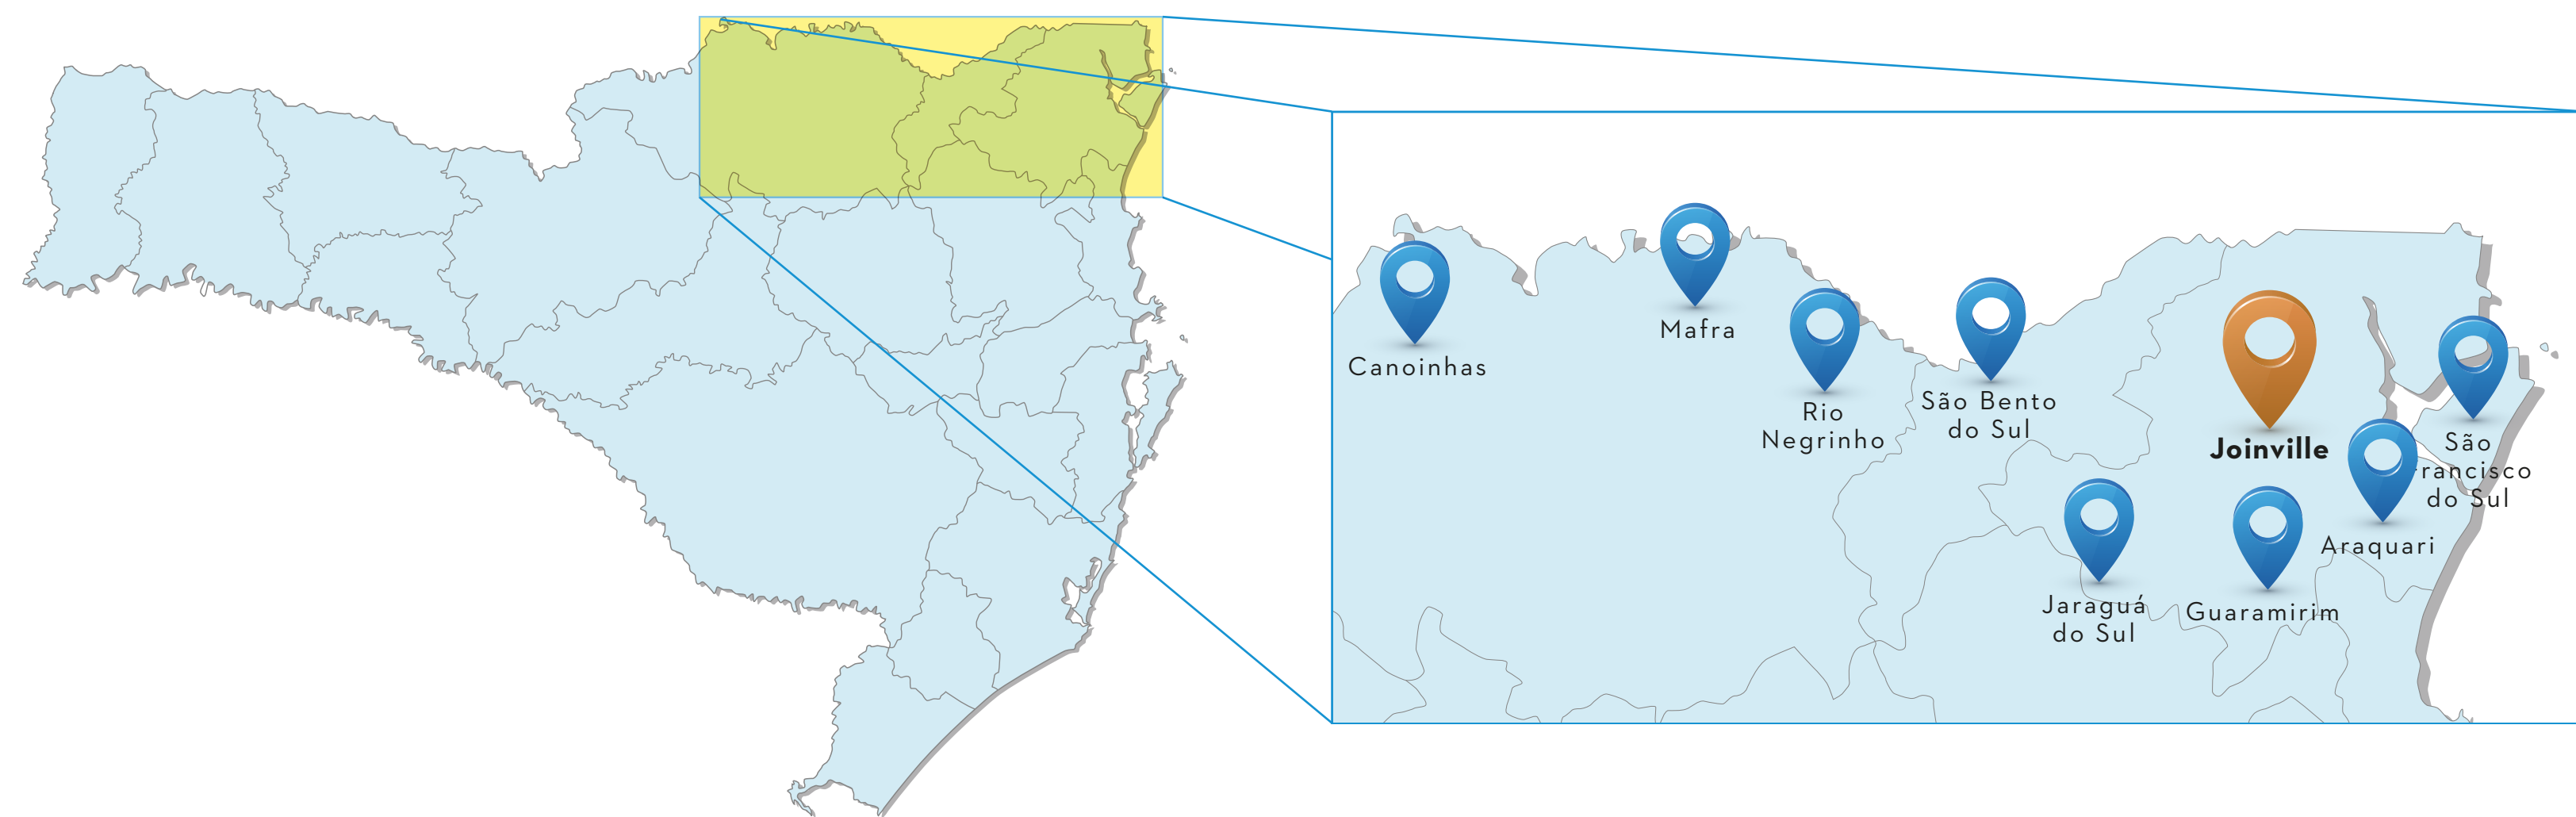 Canoinhas
Mafra
Rio
Negrinho
São Bento
do Sul
Joinville
São
rancisco
do Sul
Araquari
Jaraguá
do Sul
Guaramirim